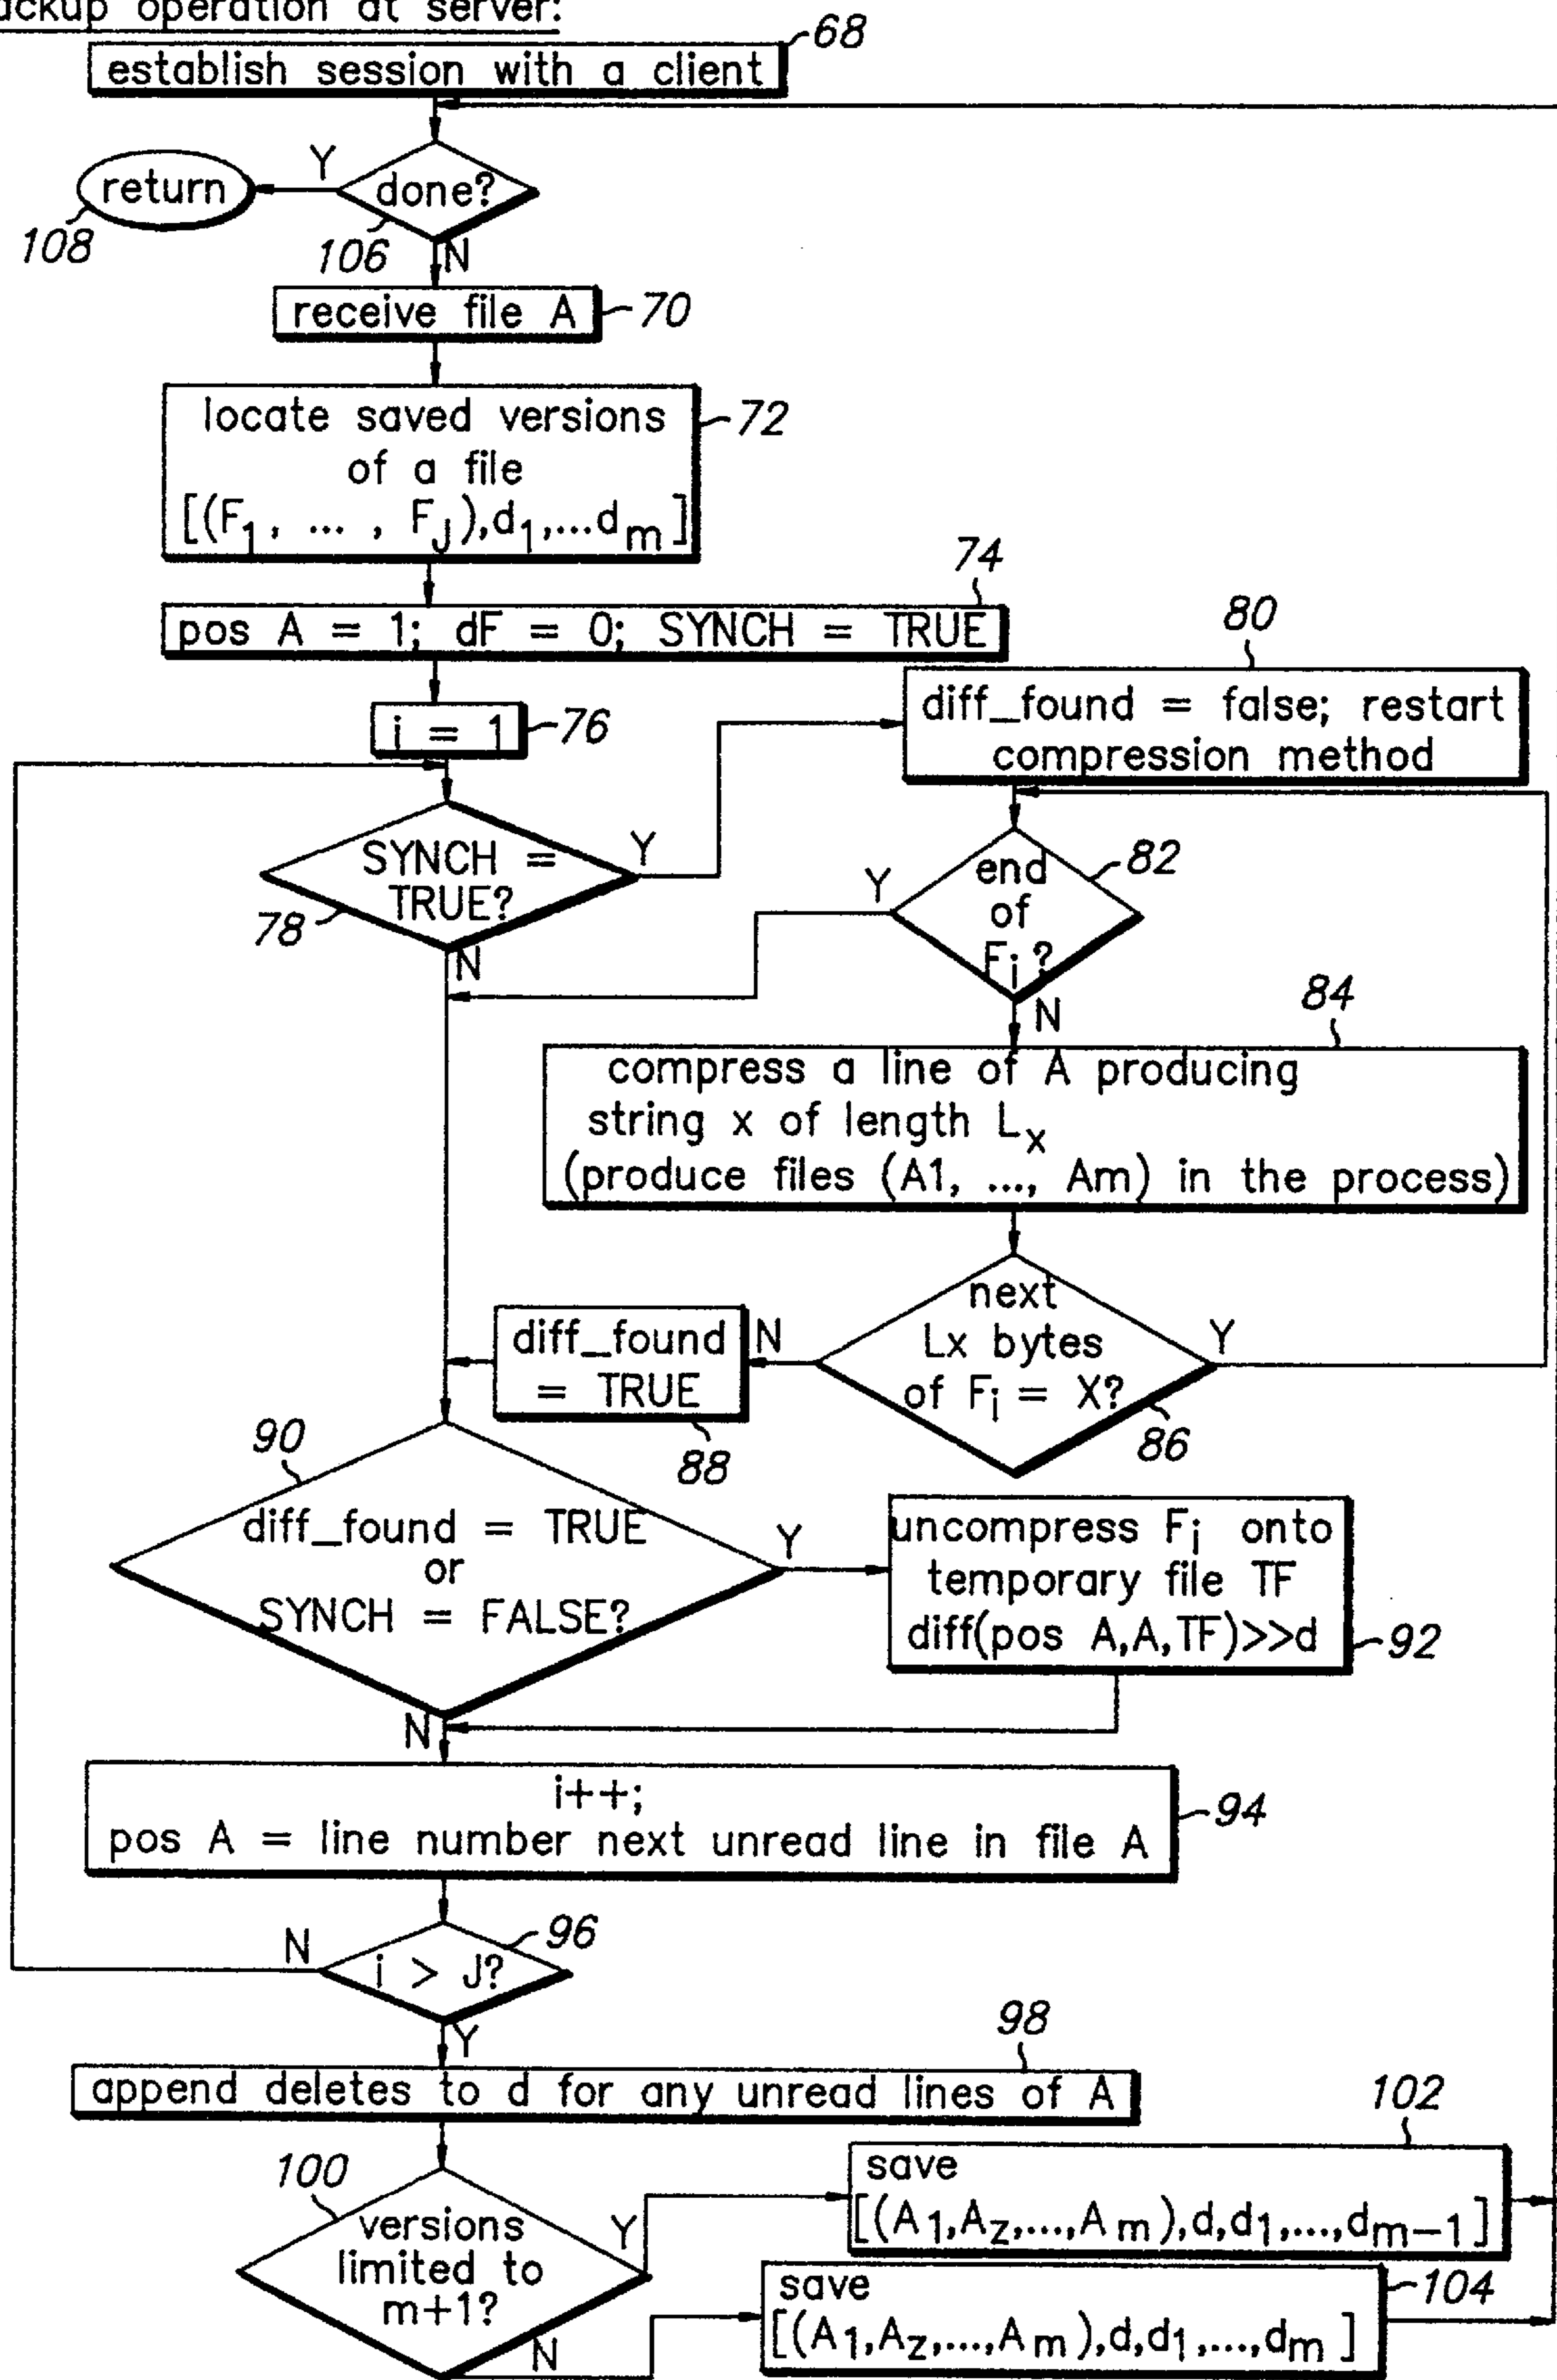 ackup operation at server:
68
establish session with a client
Y
return
done?
108
106
N
receive file A
70
locate saved versions
of a file
[(F1, ... , FJ),d1,...dm]
72
74
pos A = 1; dF = 0; SYNCH = TRUE
80
diff_found = false; restart
compression method
i = 1
76
SYNCH =
TRUE?
Y
78
N
end
of
Fi?
82
Y
N
84
compress a line of A producing
string x of length Lx
(produce files (A1, ..., Am) in the process)
next
Lx bytes
of Fi = X?
Y
N
86
diff_found
= TRUE
88
90
diff_found = TRUE
or
SYNCH = FALSE?
Y
uncompress Fi onto
temporary file TF
diff(pos A,A,TF)>>d
92
N
i++;
pos A = line number next unread line in file A
94
N
96
i > J?
Y
98
append deletes to d for any unread lines of A
102
100
versions
limited to
m+1?
Y
save
[(A1,Az,...,Am),d,d1,...,dm-1]
N
save
[(A1,Az,...,Am),d,d1,...,dm ]
104